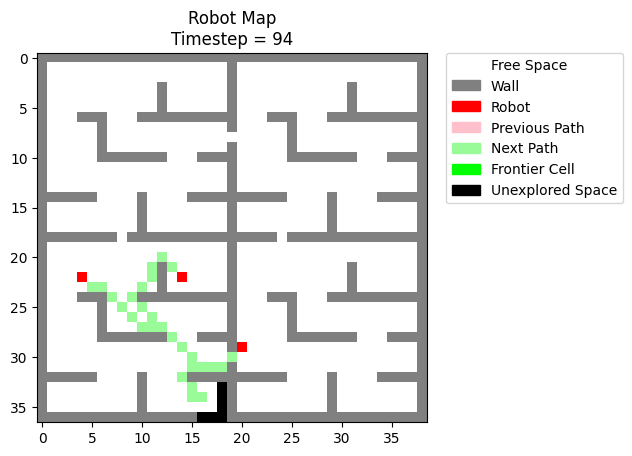 Robot Map
Timestep = 94
0
5
10
15
20
25
30
35
0
5
10
15
20
25
30
35
Free Space
Wall
Robot
Previous Path
Next Path
Frontier Cell
Unexplored Space